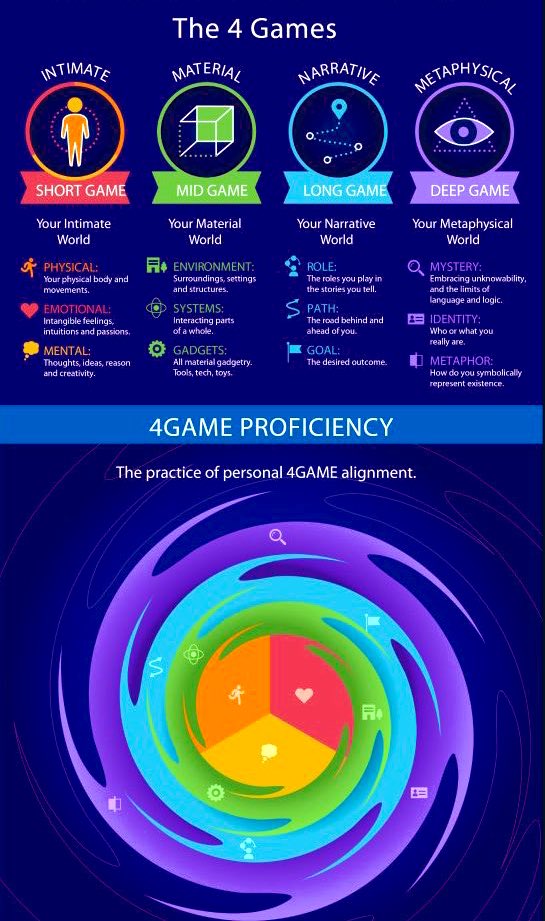 The 4 Games
INTIMATE
SHORT GAME
Your Intimate
World
PHYSICAL:
Your physical body and
movements.
EMOTIONAL:
Intangible feelings,
intuitions and passions.
MENTAL:
Thoughts, ideas, reason
and creativity.
MATERIAL
MID GAME
Your Material
World
ENVIRONMENT:
Surroundings, settings
and structures.
SYSTEMS:
Interacting parts
of a whole.
GADGETS:
All material gadgetry.
Tools, tech, toys.
NARRATIVE
LONG GAME
Your Narrative
World
ROLE:
The roles you play in
the stories you tell.
PATH:
The road behind and
ahead of you.
GOAL:
The desired outcome.
METAPHYSICAL
DEEP GAME
Your Metaphysical
World
MYSTERY:
Embracing unknowability,
and the limits of
language and logic.
IDENTITY:
Who or what you
really are.
METAPHOR:
How do you symbolically
represent existence.
4GAME PROFICIENCY
The practice of personal 4GAME alignment.